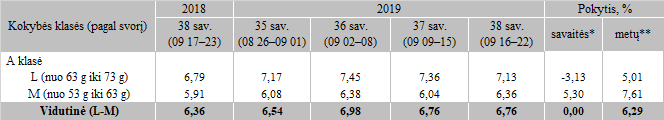 Kokybės klasės (pagal svorį) 2018 2019 Pokytis, %
38 sav. (09 17–23) 35 sav. (08 26–09 01) 36 sav. (09 02–08) 37 sav. (09 09–15) 38 sav. (09 16–22) savaitės* metų**
A klasė
L (nuo 63 g iki 73 g) 6,79 7,17 7,45 7,36 7,13 -3,13 5,01
M (nuo 53 g iki 63 g) 5,91 6,08 6,38 6,04 6,36 5,30 7,61
Vidutinė (L-M) 6,36 6,54 6,98 6,76 6,76 0,00 6,29